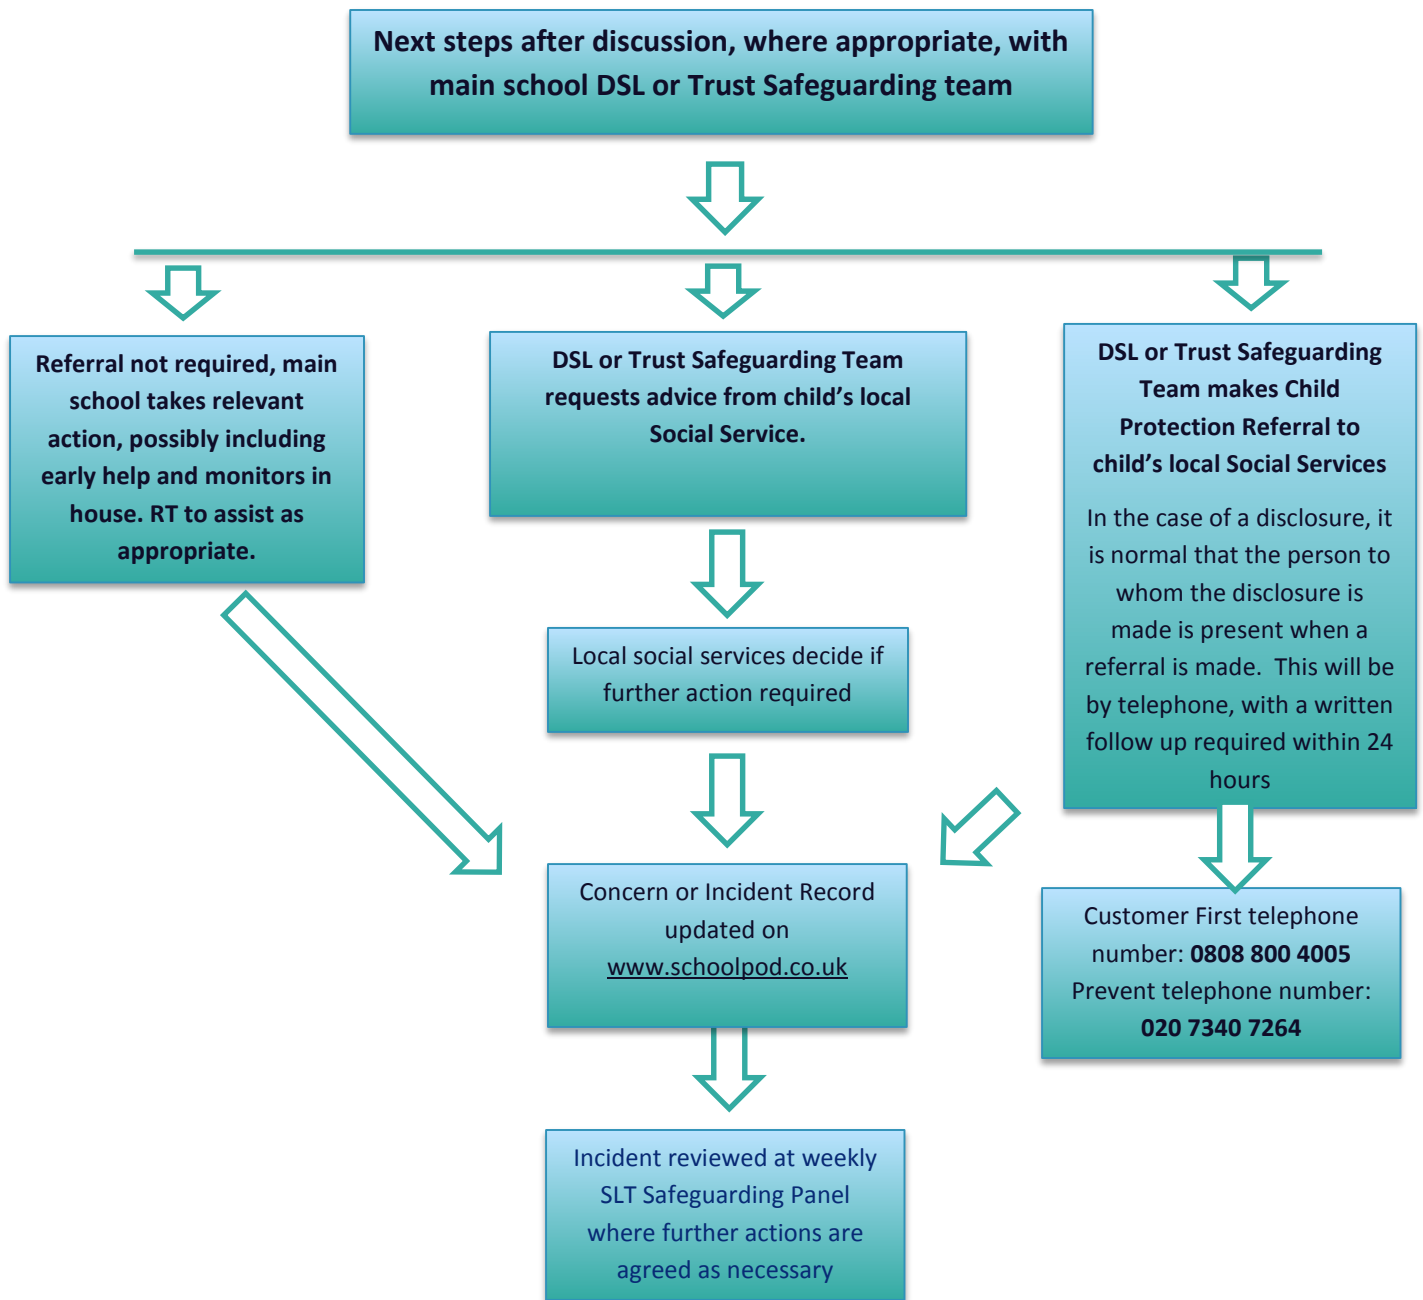 Next steps after discussion, where appropriate, with
main school DSL or Trust Safeguarding team
Referral not required, main
school takes relevant
action, possibly including
early help and monitors in
house. RT to assist as
appropriate.
DSL or Trust Safeguarding Team
requests advice from child’s local
Social Service.
DSL or Trust Safeguarding
Team makes Child
Protection Referral to
child’s local Social Services
In the case of a disclosure, it
is normal that the person to
whom the disclosure is
made is present when a
referral is made.  This will be
by telephone, with a written
follow up required within 24
hours
Local social services decide if
further action required
Concern or Incident Record
updated on
www.schoolpod.co.uk
Customer First telephone
number: 0808 800 4005
Prevent telephone number:
020 7340 7264
Incident reviewed at weekly
SLT Safeguarding Panel
where further actions are
agreed as necessary